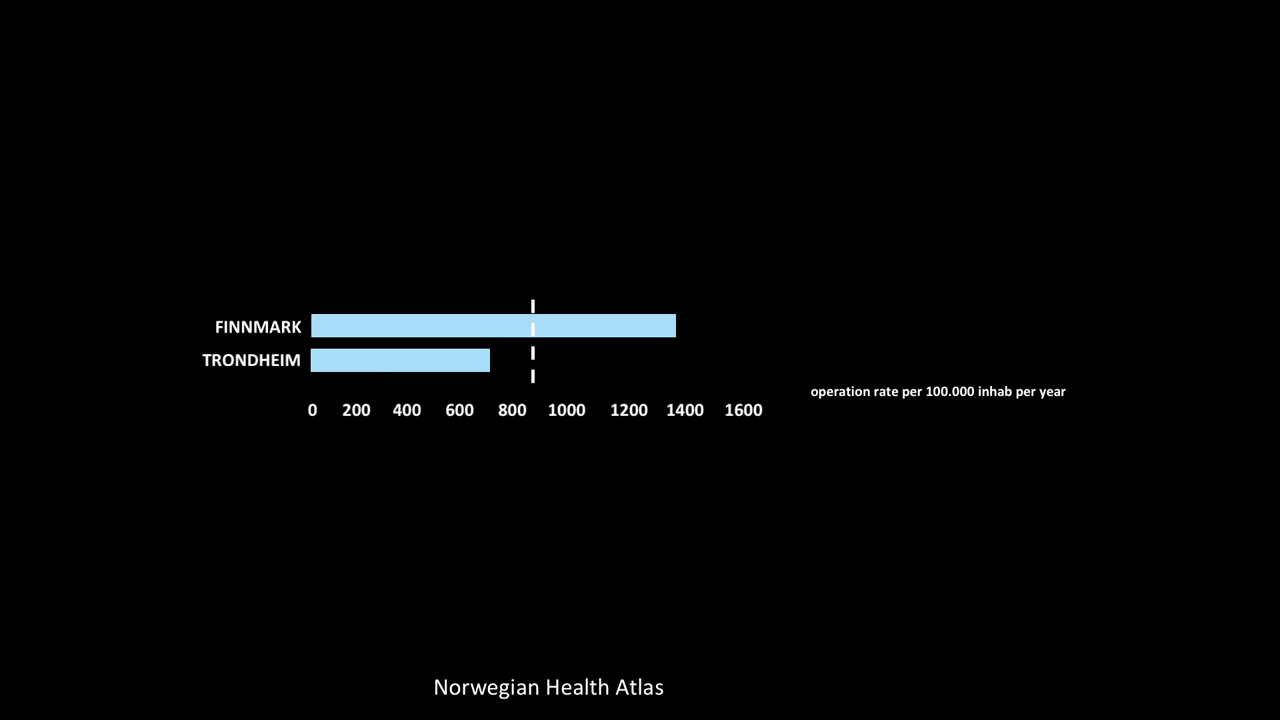 FINNMARK
TRONDHEIM
operation rate per 100.000 inhab per year
0 200 400 600 800 1000 1200 1400 1600
Norwegian Health Atlas